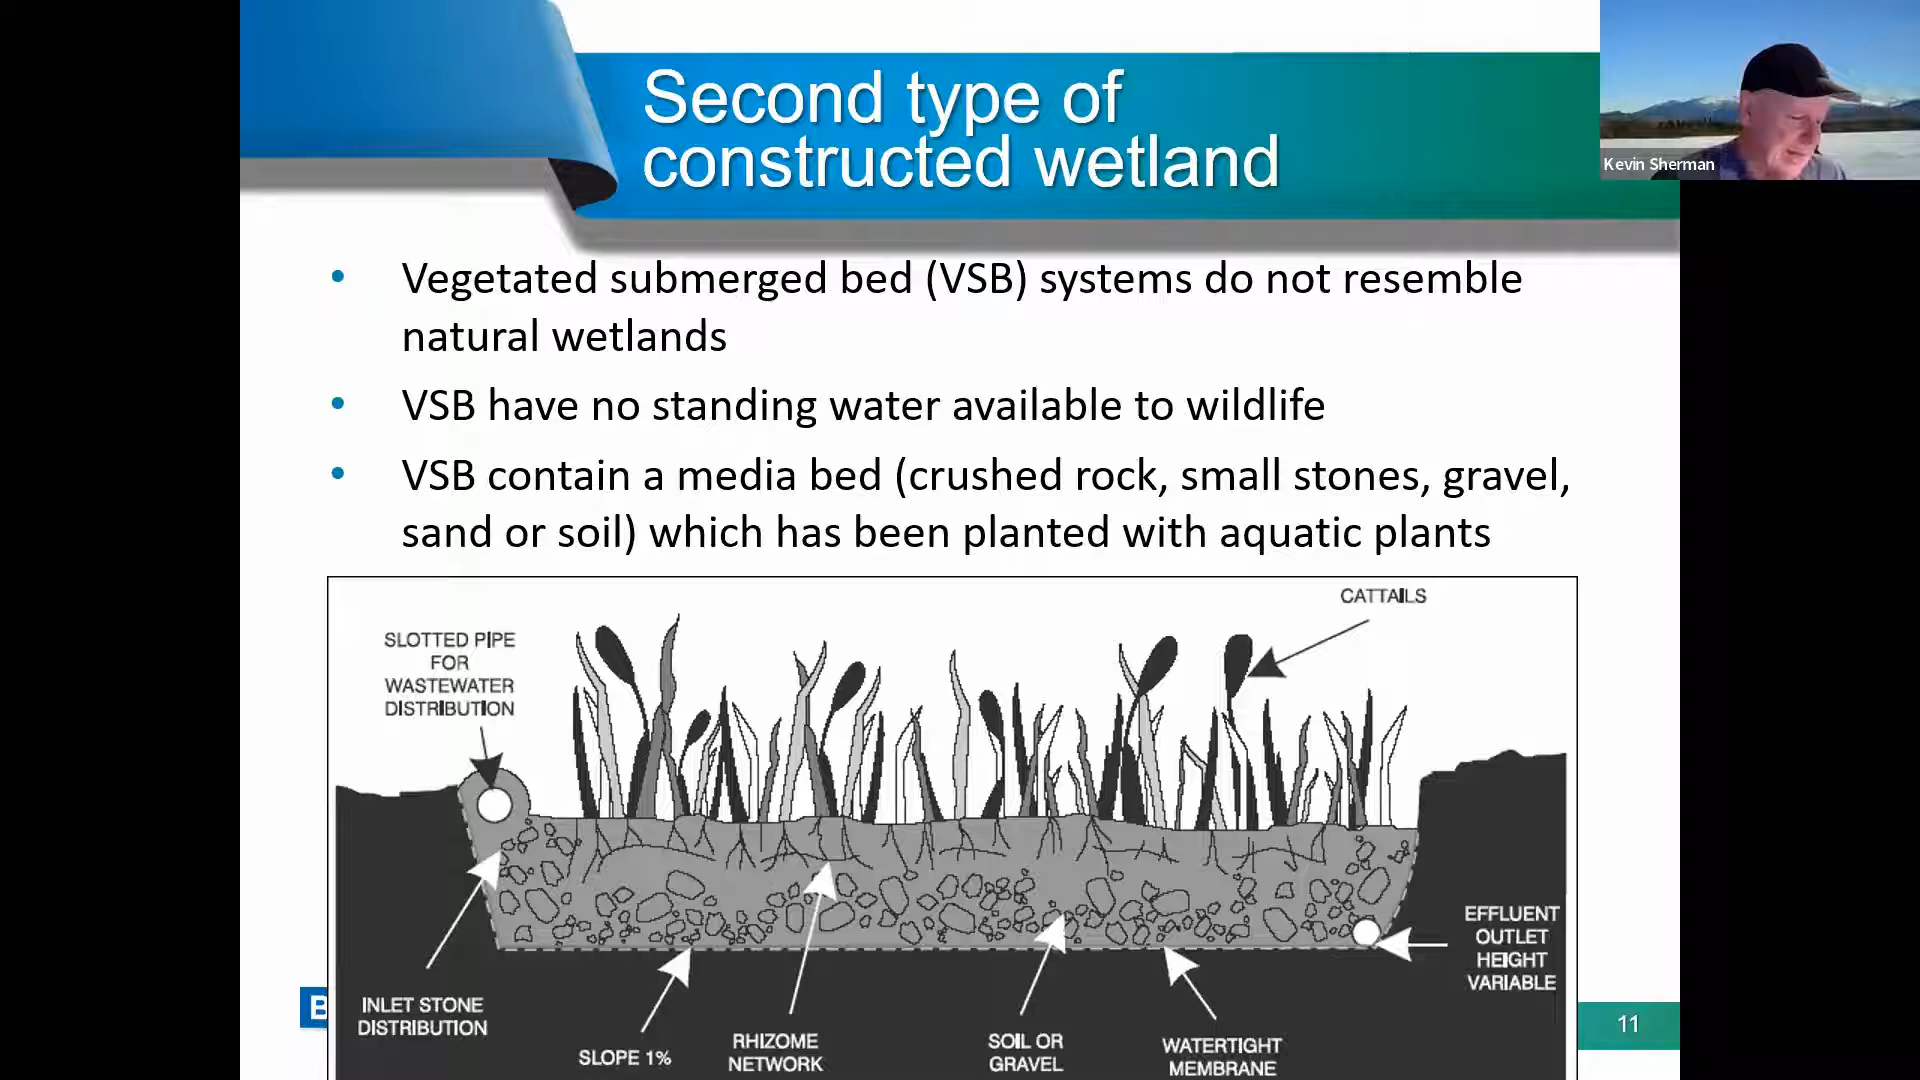 Second type of
constructed wetland
Kevin Sherman
• Vegetated submerged bed (VSB) systems do not resemble
natural wetlands
• VSB have no standing water available to wildlife
• VSB contain a media bed (crushed rock, small stones, gravel,
sand or soil) which has been planted with aquatic plants
CATTAILS
SLOTTED PIPE
FOR
WASTEWATER
DISTRIBUTION
EFFLUENT
OUTLET
HEIGHT
VARIABLE
INLET STONE
DISTRIBUTION
SLOPE 1%
RHIZOME
NETWORK
SOIL OR
GRAVEL
WATERTIGHT
MEMBRANE
B
11